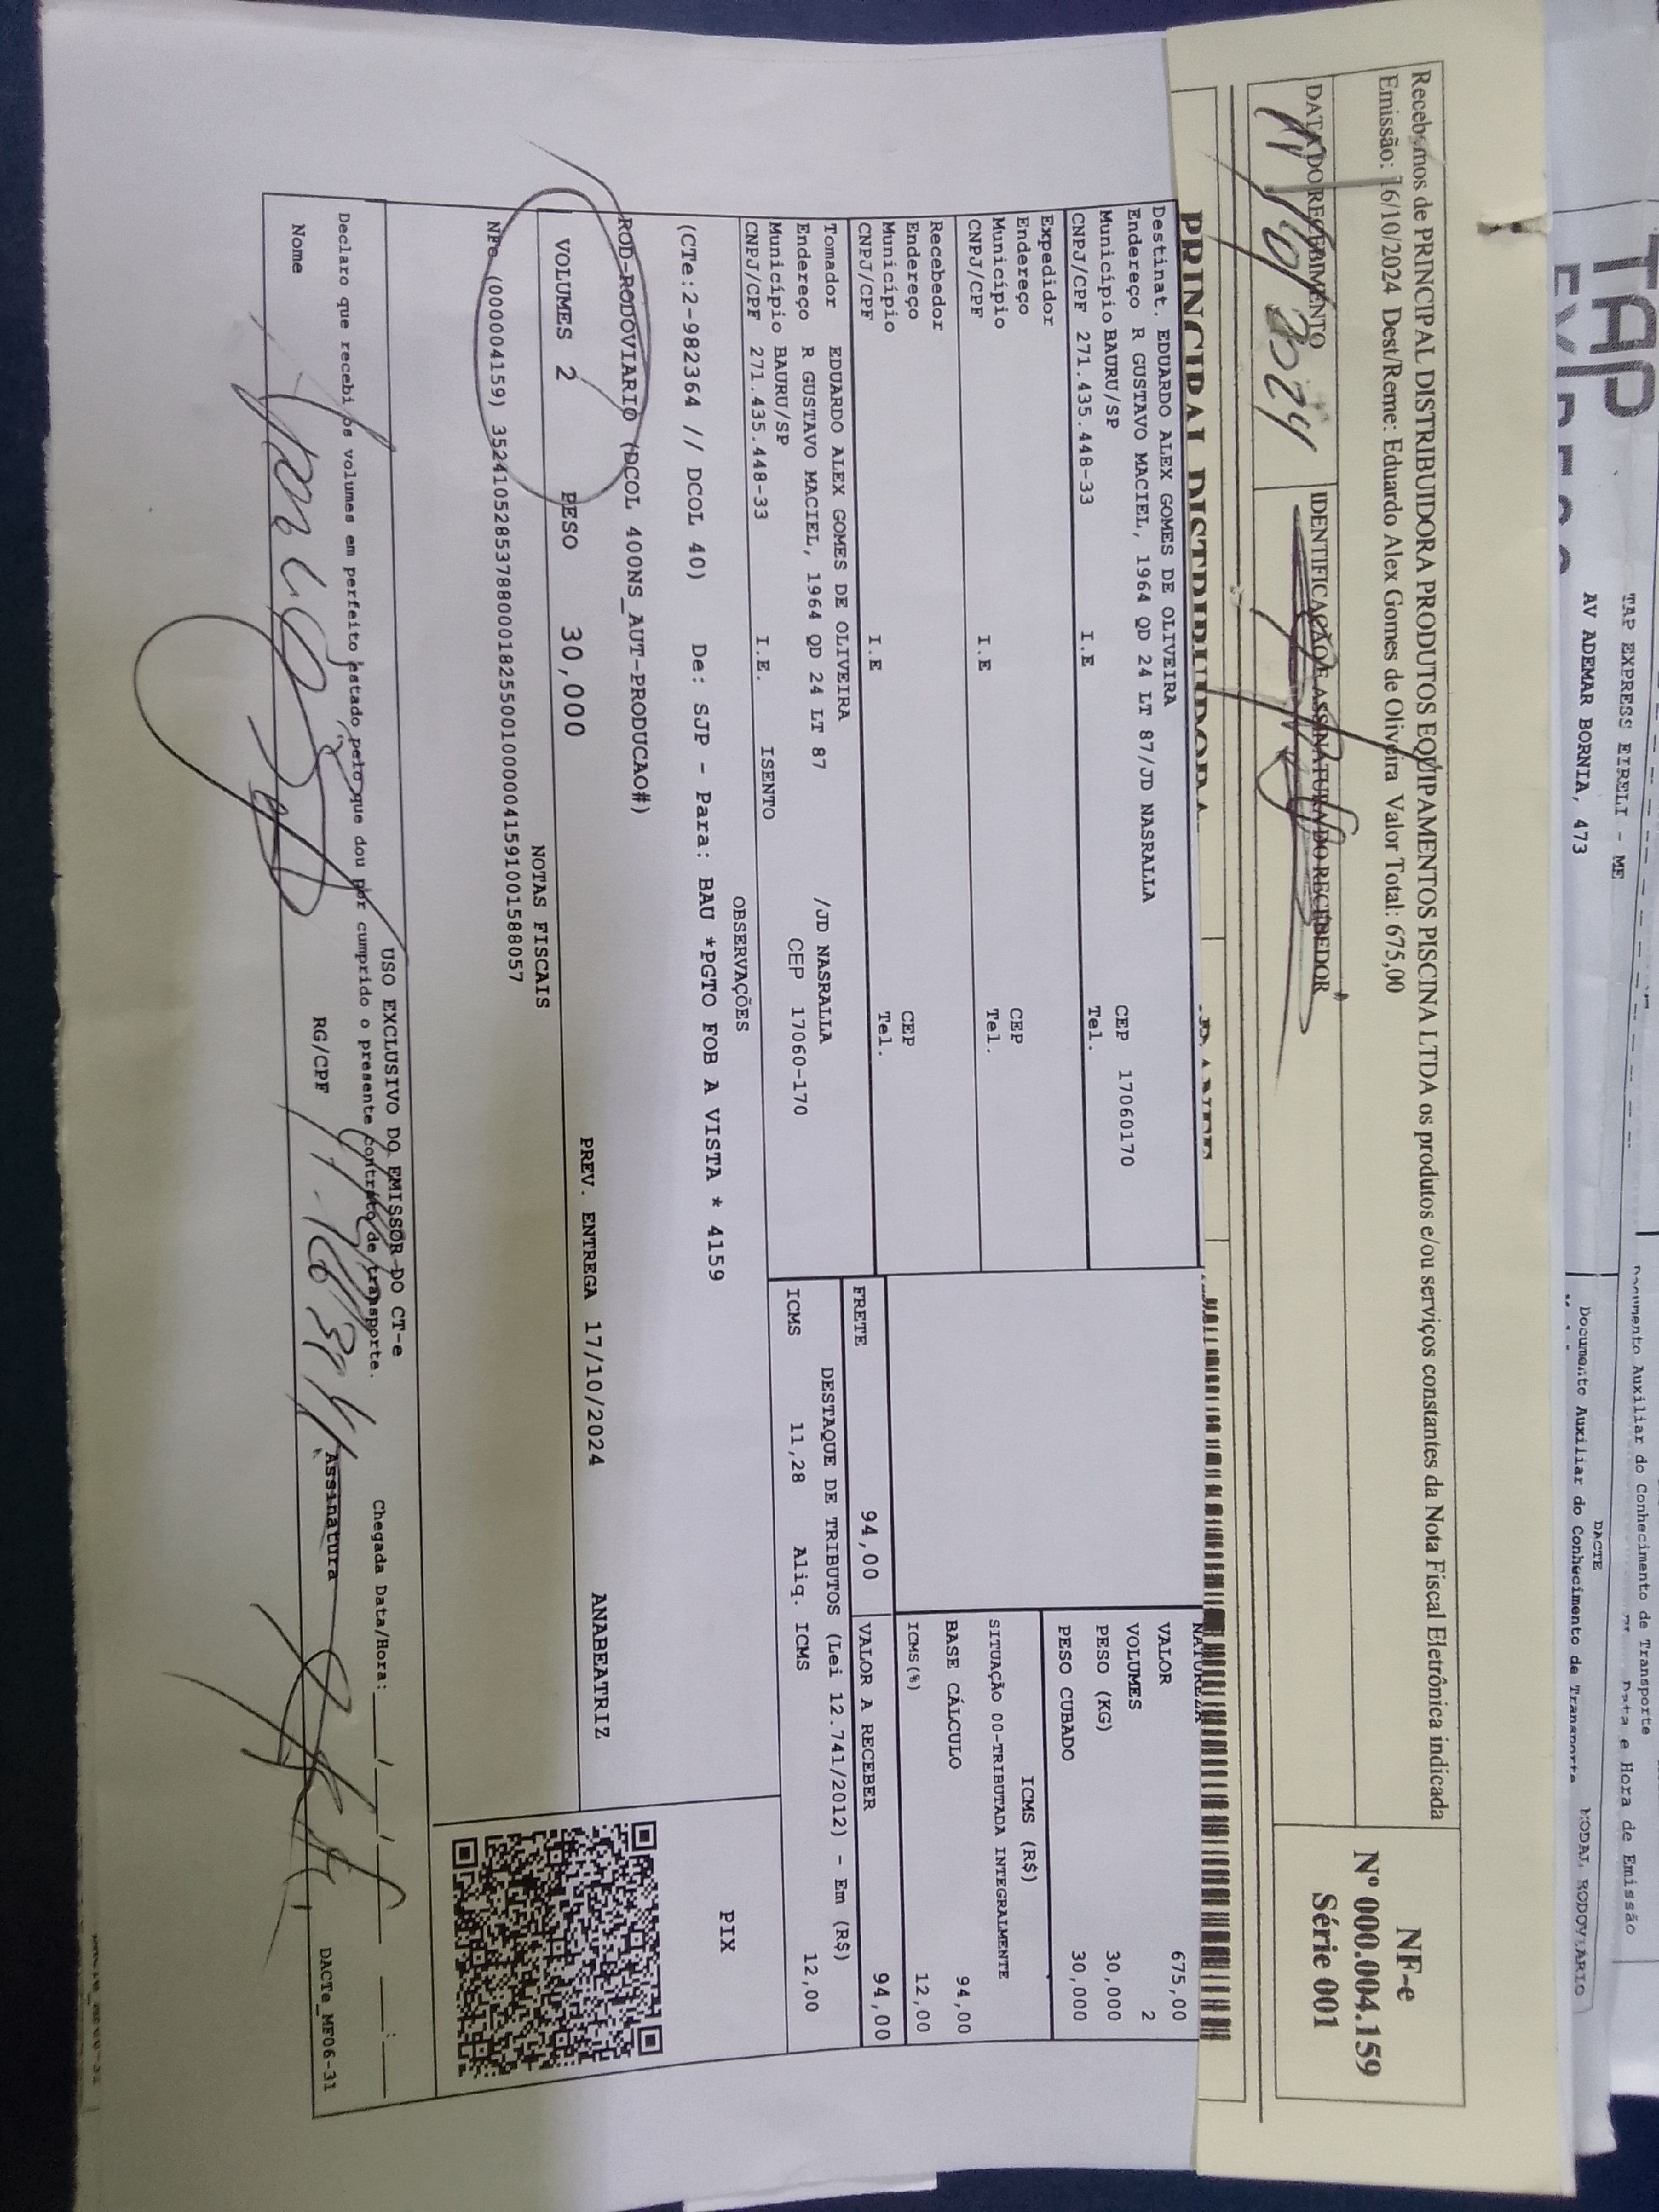 TAP
TAP EXPRESS EIRELI - ME
AV ADEMAR BORNIA, 473
Documento Auxiliar do Conhecimento de Transporte
Data e Hora de Emissão
DACTE
Documento Auxiliar do Conhecimento de Transporte
MODAL RODOVIARIO
Recebemos de PRINCIPAL DISTRIBUIDORA PRODUTOS EQUIPAMENTOS PISCINA LTDA os produtos e/ou serviços constantes da Nota Fiscal Eletrônica indicada
Emissão: 16/10/2024 Dest/Reme: Eduardo Alex Gomes de Oliveira Valor Total: 675,00
DATA DO RECEBIMENTO
IDENTIFICAÇÃO E ASSINATURA DO RECEBEDOR
NF-e
Nº 000.004.159
Série 001
PRINCIPAL DISTRIBUIDORA
Destinat. EDUARDO ALEX GOMES DE OLIVEIRA
Endereço R GUSTAVO MACIEL, 1964 QD 24 LT 87/JD NASRALLA
Município BAURU/SP CEP 17060170
CNPJ/CPF 271.435.448-33 I.E Tel.
Expedidor
Endereço
Município CEP
CNPJ/CPF I.E Tel.
Recebedor
Endereço
Município CEP
CNPJ/CPF I.E Tel.
Tomador EDUARDO ALEX GOMES DE OLIVEIRA
Endereço R GUSTAVO MACIEL, 1964 QD 24 LT 87 /JD NASRALLA
Município BAURU/SP CEP 17060-170
CNPJ/CPF 271.435.448-33 I.E. ISENTO
NATUREZA
VALOR 675,00
VOLUMES 2
PESO (KG) 30,000
PESO CUBADO 30,000
ICMS (R$)
SITUAÇÃO 00-TRIBUTADA INTEGRALMENTE
BASE CÁLCULO 94,00
ICMS(%) 12,00
FRETE 94,00 VALOR A RECEBER 94,00
DESTAQUE DE TRIBUTOS (Lei 12.741/2012) - Em (R$)
ICMS 11,28 Aliq. ICMS 12,00
OBSERVAÇÕES
(CTe:2-982364 // DCOL 40) De: SJP - Para: BAU *PGTO FOB A VISTA * 4159
ROD-RODOVIARIO (DCOL 400NS_AUT-PRODUCAO#)
PIX
VOLUMES 2 PESO 30,000 PREV. ENTREGA 17/10/2024 ANABEATRIZ
NOTAS FISCAIS
NFe (000004159) 35241052853788000182550010000041591001588057
USO EXCLUSIVO DO EMISSOR DO CT-e
Declaro que recebi os volumes em perfeito estado pelo que dou por cumprido o presente contrato de transporte.
Chegada Data/Hora: __/__/__ __:__
Nome RG/CPF Assinatura
DACTe_MF06-31